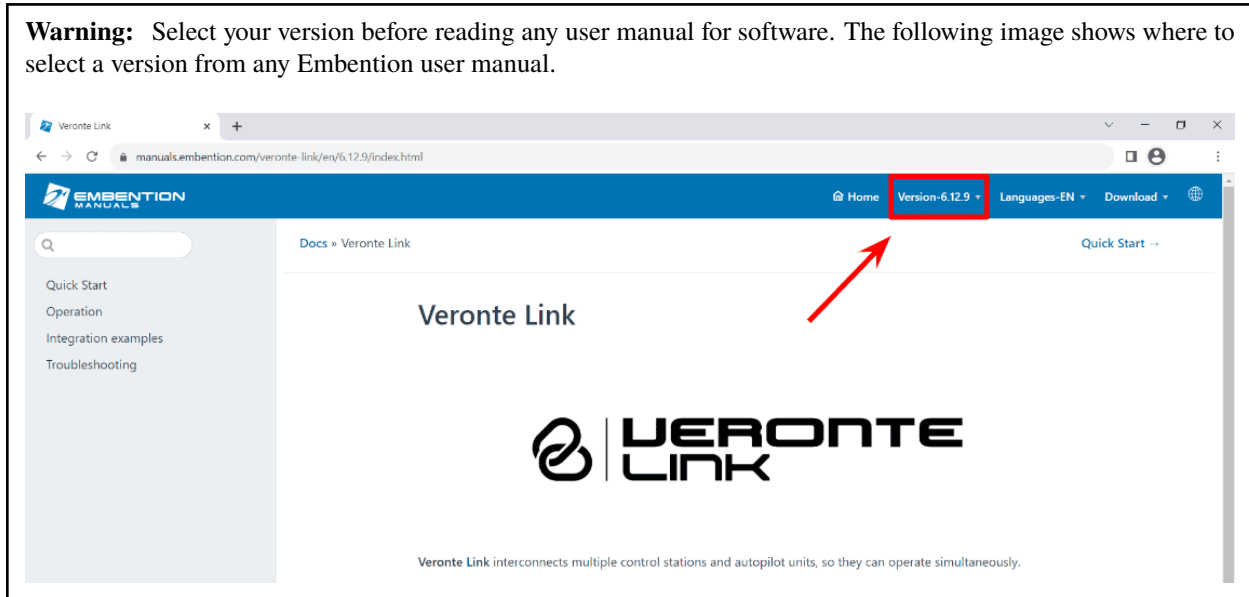 Warning: Select your version before reading any user manual for software. The following image shows where to
select a version from any Embention user manual.
Veronte Link
manuals.embention.com/veronte-link/en/6.12.9/index.html
EMBENTION
MANUALS
Home Version-6.12.9 Languages-EN Download
Docs » Veronte Link
Quick Start →
Quick Start
Operation
Integration examples
Troubleshooting
Veronte Link
VERONTE
LINK
Veronte Link interconnects multiple control stations and autopilot units, so they can operate simultaneously.